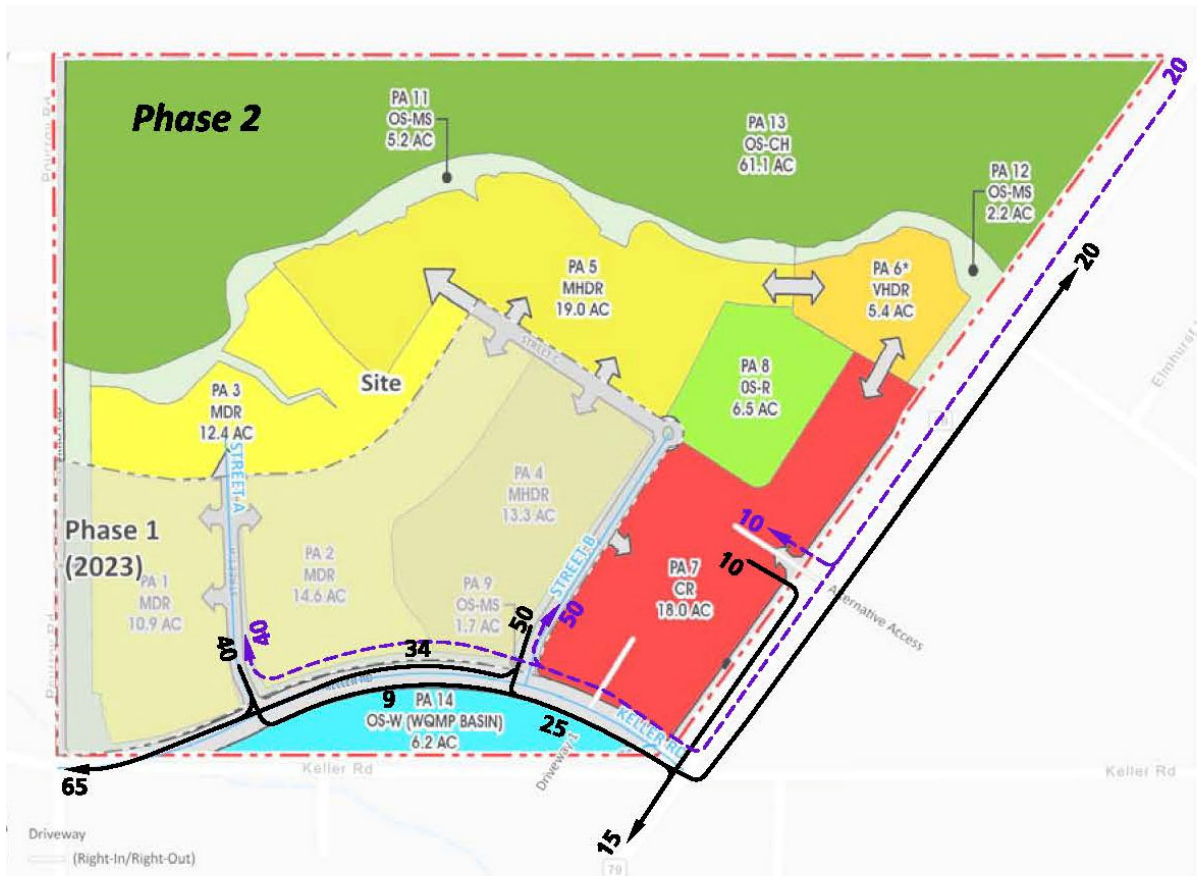 20
Phase 2
PA 11
OS-MS
5.2 AC
PA 13
OS-CH
61.1 AC
PA 12
OS-MS
2.2 AC
20
PA 5
MHDR
19.0 AC
PA 6*
VHDR
5.4 AC
Elmhurst
STREET C
PA 8
OS-R
6.5 AC
Site
PA 3
MDR
12.4 AC
STREET A
PA 4
MHDR
13.3 AC
Phase 1
(2023)
PA 1
MDR
10.9 AC
PA 2
MDR
14.6 AC
PA 9
OS-MS
1.7 AC
STREET B
10
10
PA 7
CR
18.0 AC
Alternative Access
50
50
40
40
34
9
25
KELLER RD
PA 14
OS-W (WQMP BASIN)
6.2 AC
KELLER RD
Driveway 1
Keller Rd
Keller Rd
65
15
79
Driveway
(Right-In/Right-Out)